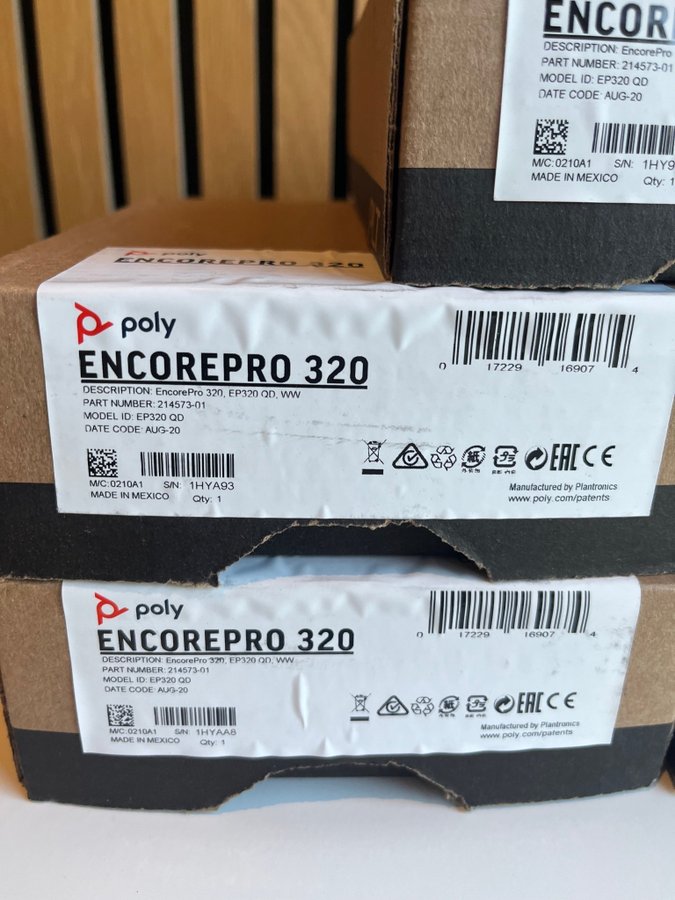 ENCOR
DESCRIPTION: EncorePro
PART NUMBER: 214573-01
MODEL ID: EP320 QD
DATE CODE: AUG-20
M/C:0210A1 S/N: 1HY9
MADE IN MEXICO Qty: 1
poly
ENCOREPRO 320
poly
ENCOREPRO 320
DESCRIPTION: EncorePro 320, EP320 QD, WW
PART NUMBER: 214573-01
MODEL ID: EP320 QD
DATE CODE: AUG-20
0 17229 16907 4
M/C:0210A1 S/N: 1HYA93
MADE IN MEXICO Qty: 1
EAC CE
Manufactured by Plantronics
www.poly.com/patents
poly
ENCOREPRO 320
DESCRIPTION: EncorePro 320, EP320 QD, WW
PART NUMBER: 214573-01
MODEL ID: EP320 QD
DATE CODE: AUG-20
0 17229 16907 4
M/C:0210A1 S/N: 1HYAA8
MADE IN MEXICO Qty: 1
EAC CE
Manufactured by Plantronics
www.poly.com/patents